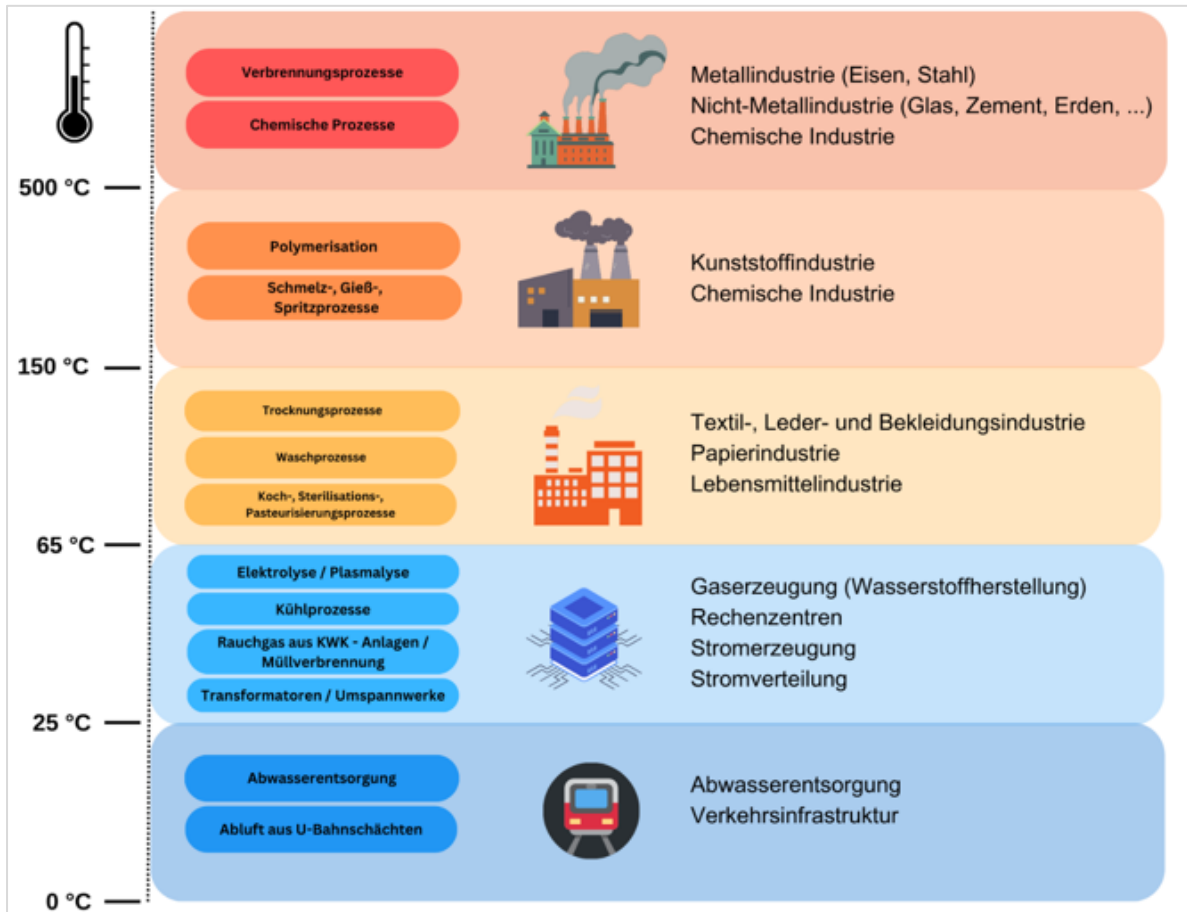 Verbrennungsprozesse
Chemische Prozesse
Metallindustrie (Eisen, Stahl)
Nicht-Metallindustrie (Glas, Zement, Erden, ...)
Chemische Industrie
500 °C
Polymerisation
Schmelz-, Gieß-,
Spritzprozesse
Kunststoffindustrie
Chemische Industrie
150 °C
Trocknungsprozesse
Waschprozesse
Koch-, Sterilisations-,
Pasteurisierungsprozesse
Textil-, Leder- und Bekleidungsindustrie
Papierindustrie
Lebensmittelindustrie
65 °C
Elektrolyse / Plasmalyse
Kühlprozesse
Rauchgas aus KWK - Anlagen /
Müllverbrennung
Transformatoren / Umspannwerke
Gaserzeugung (Wasserstoffherstellung)
Rechenzentren
Stromerzeugung
Stromverteilung
25 °C
Abwasserentsorgung
Abluft aus U-Bahnschächten
Abwasserentsorgung
Verkehrsinfrastruktur
0 °C